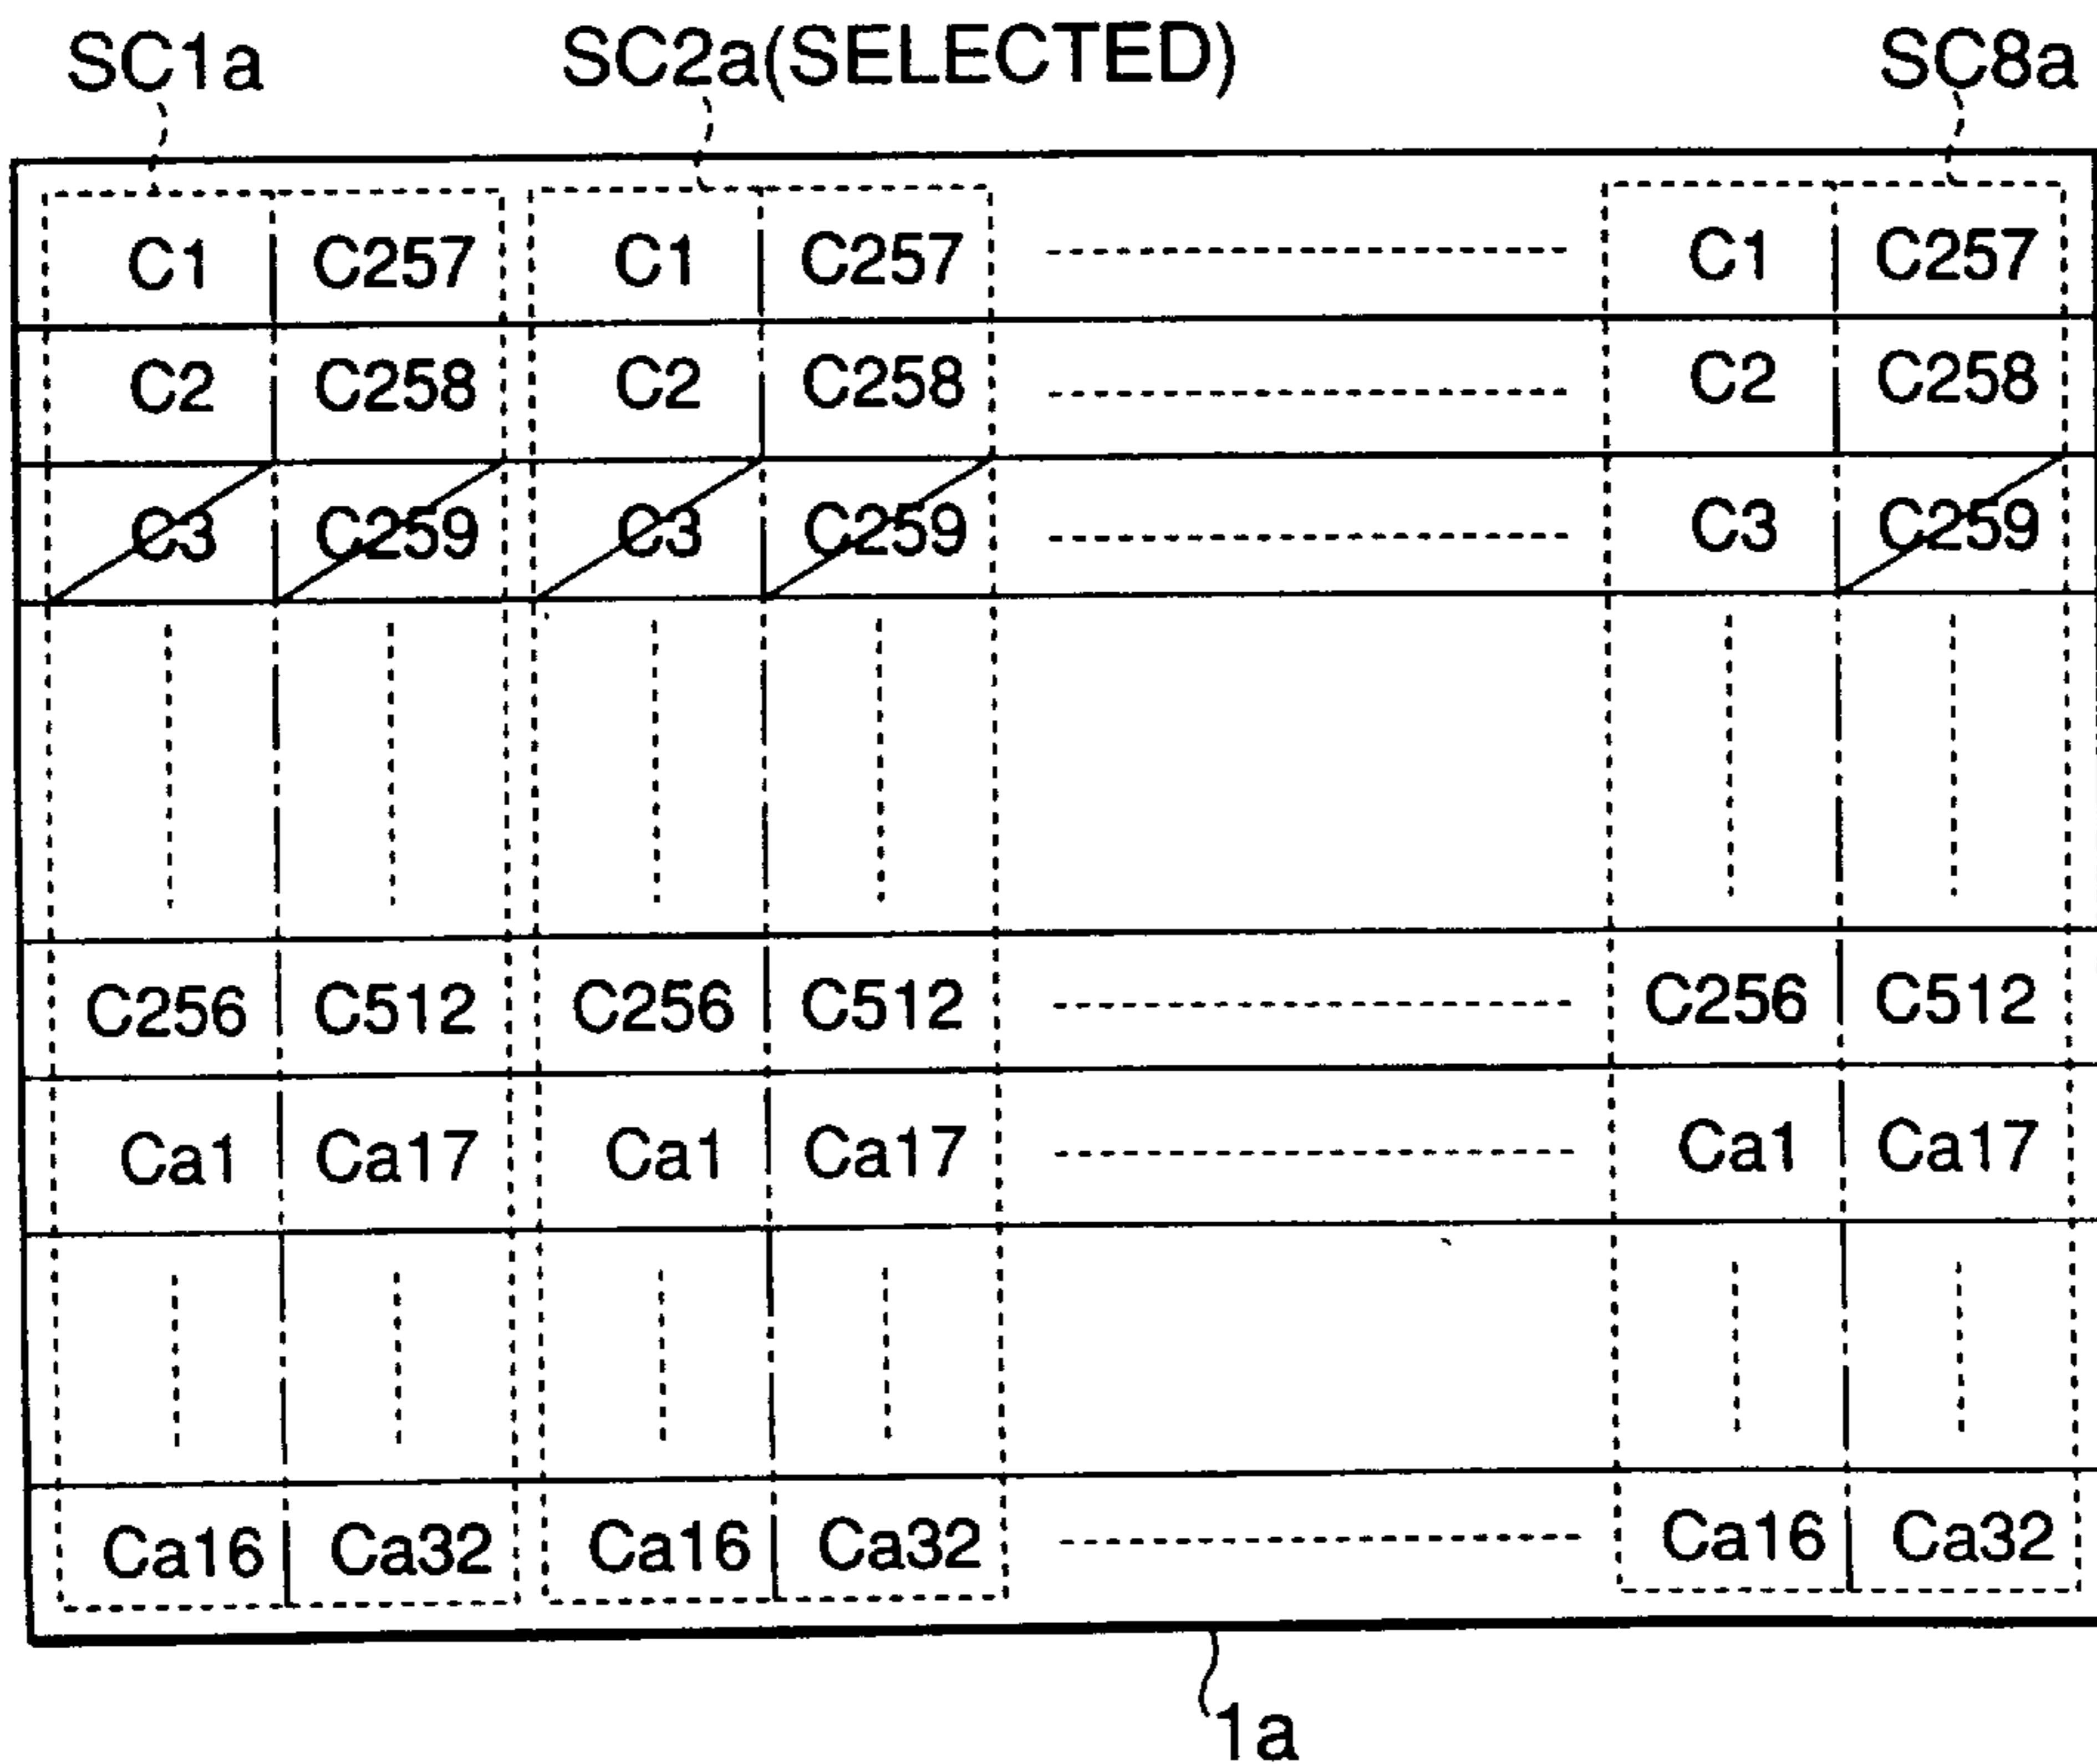 SC1a SC2a(SELECTED) SC8a
C1 C257 C1 C257 C1 C257
C2 C258 C2 C258 C2 C258
C3 C259 C3 C259 C3 C259
C256 C512 C256 C512 C256 C512
Ca1 Ca17 Ca1 Ca17 Ca1 Ca17
Ca16 Ca32 Ca16 Ca32 Ca16 Ca32
1a